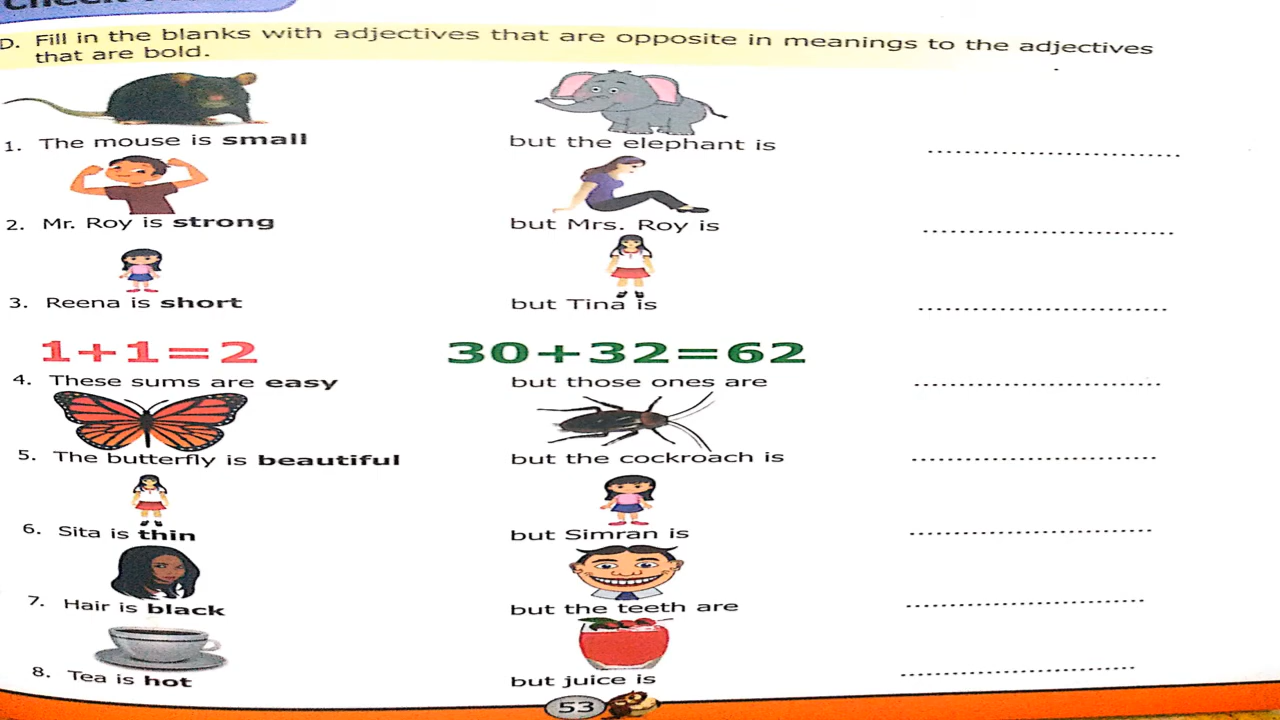 D. Fill in the blanks with adjectives that are opposite in meanings to the adjectives
that are bold.
1. The mouse is small but the elephant is ..............................
2. Mr. Roy is strong but Mrs. Roy is ..............................
3. Reena is short but Tina is ..............................
1+1=2 30+32=62
4. These sums are easy but those ones are ..............................
5. The butterfly is beautiful but the cockroach is ..............................
6. Sita is thin but Simran is ..............................
7. Hair is black but the teeth are ..............................
8. Tea is hot but juice is ..............................
53